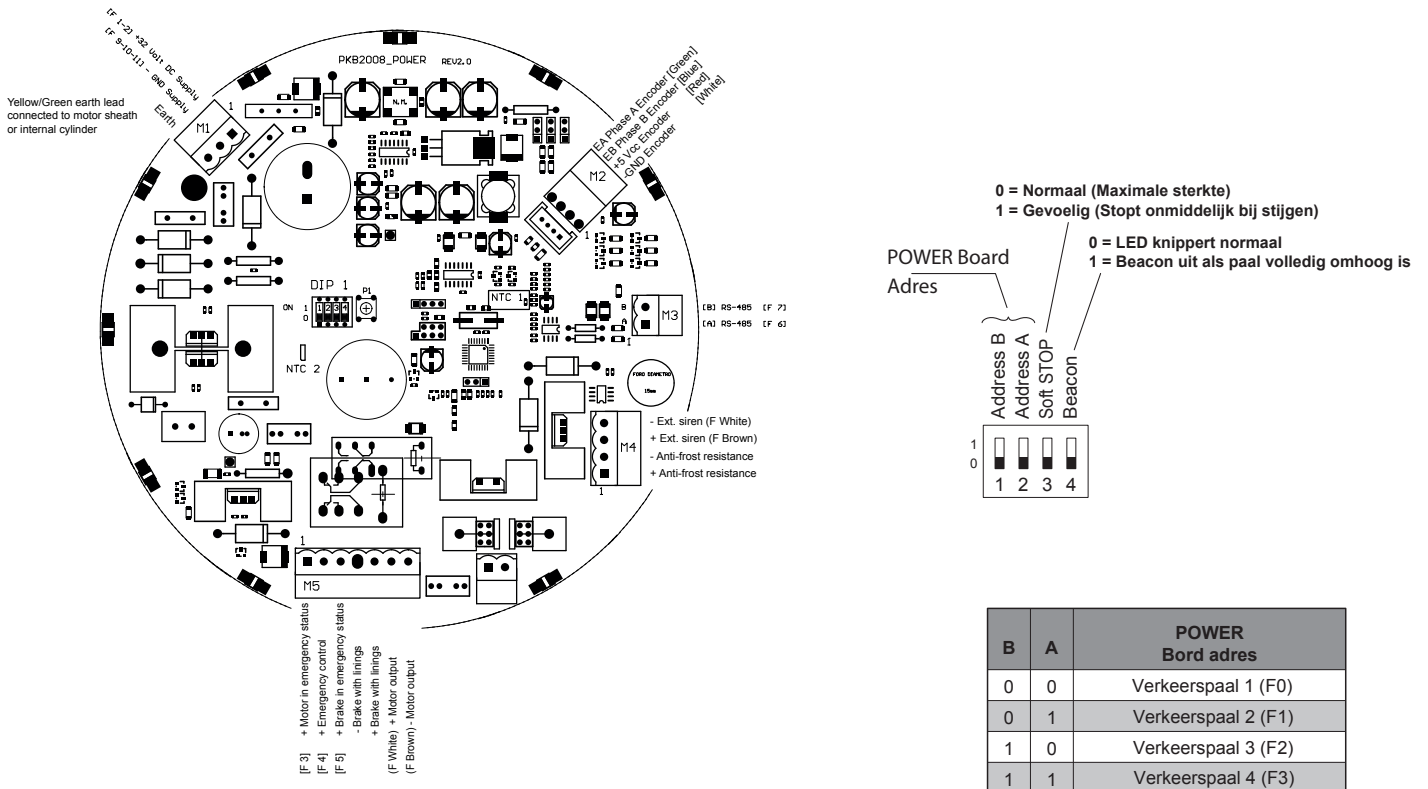 [F 1-2] +32 Volt DC Supply
[F 9-10-11] - GND Supply
Earth
Yellow/Green earth lead
connected to motor sheath
or internal cylinder
M1
1
PKB2008_POWER REV2.0
N.M.
EA Phase A Encoder [Green]
EB Phase B Encoder [Blue]
+5 Vcc Encoder [Red]
-GND Encoder [White]
M2
1
DIP 1
ON 1
0
1 2 3 4
P1
NTC 1
NTC 2
B
A
1
M3
[B] RS-485 [F 7]
[A] RS-485 [F 6]
FORO DIAMETRO
15mm
M4
1
- Ext. siren (F White)
+ Ext. siren (F Brown)
- Anti-frost resistance
+ Anti-frost resistance
1
M5
[F 3] + Motor in emergency status
[F 4] + Emergency control
[F 5] + Brake in emergency status
- Brake with linings
+ Brake with linings
(F White) + Motor output
(F Brown) - Motor output
0 = Normaal (Maximale sterkte)
1 = Gevoelig (Stopt onmiddelijk bij stijgen)
0 = LED knippert normaal
1 = Beacon uit als paal volledig omhoog is
POWER Board
Adres
Address B
Address A
Soft STOP
Beacon
1
0
1 2 3 4
B A POWER
Bord adres
0 0 Verkeerspaal 1 (F0)
0 1 Verkeerspaal 2 (F1)
1 0 Verkeerspaal 3 (F2)
1 1 Verkeerspaal 4 (F3)